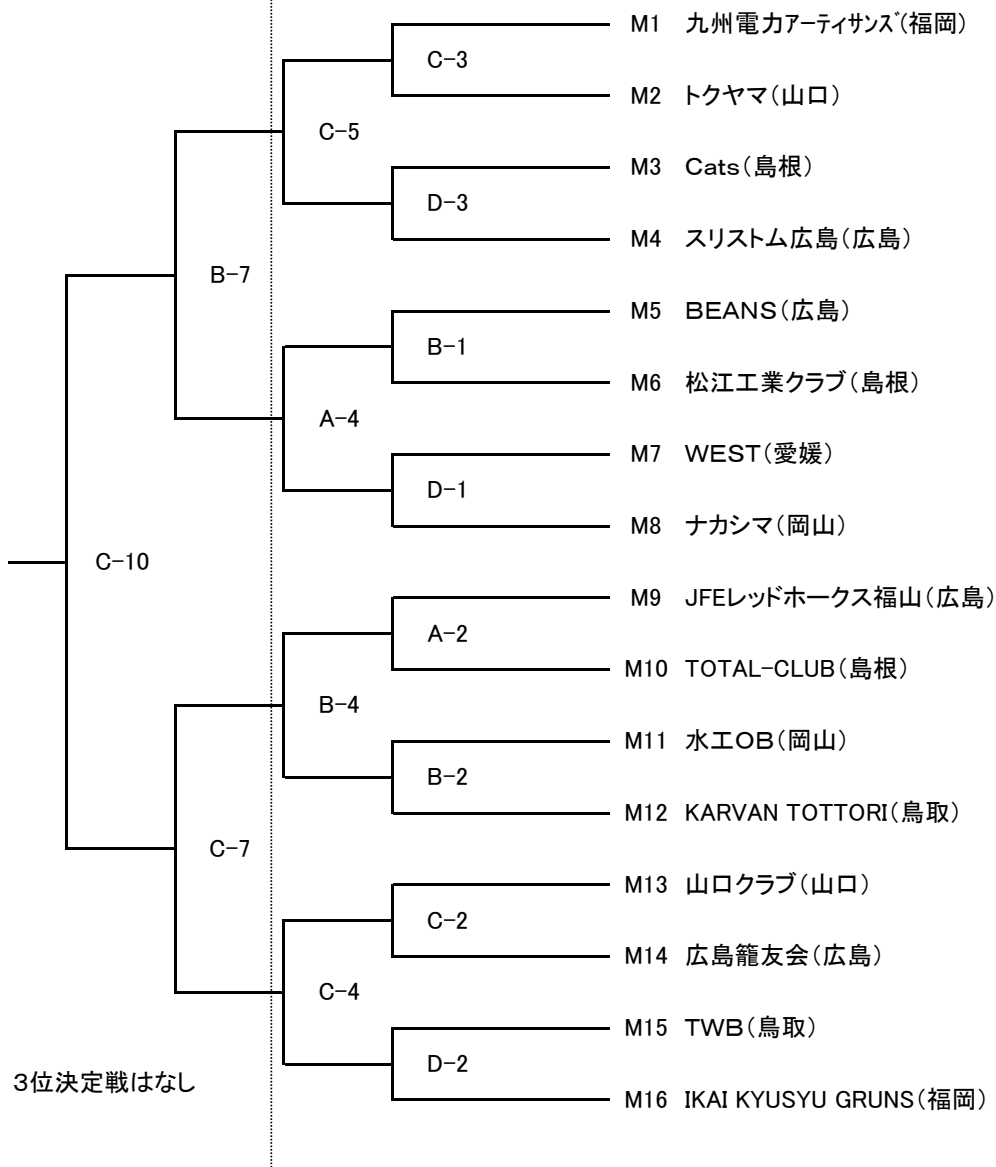 M1 九州電力ｱｰﾃｨｻﾝｽﾞ(福岡)
C-3
M2 トクヤマ(山口)
C-5
M3 Cats(島根)
D-3
M4 スリストム広島(広島)
B-7
M5 BEANS(広島)
B-1
M6 松江工業クラブ(島根)
A-4
M7 WEST(愛媛)
D-1
M8 ナカシマ(岡山)
C-10
M9 JFEレッドホークス福山(広島)
A-2
M10 TOTAL-CLUB(島根)
B-4
M11 水工OB(岡山)
B-2
M12 KARVAN TOTTORI(鳥取)
C-7
M13 山口クラブ(山口)
C-2
M14 広島籠友会(広島)
C-4
M15 TWB(鳥取)
D-2
3位決定戦はなし
M16 IKAI KYUSYU GRUNS(福岡)